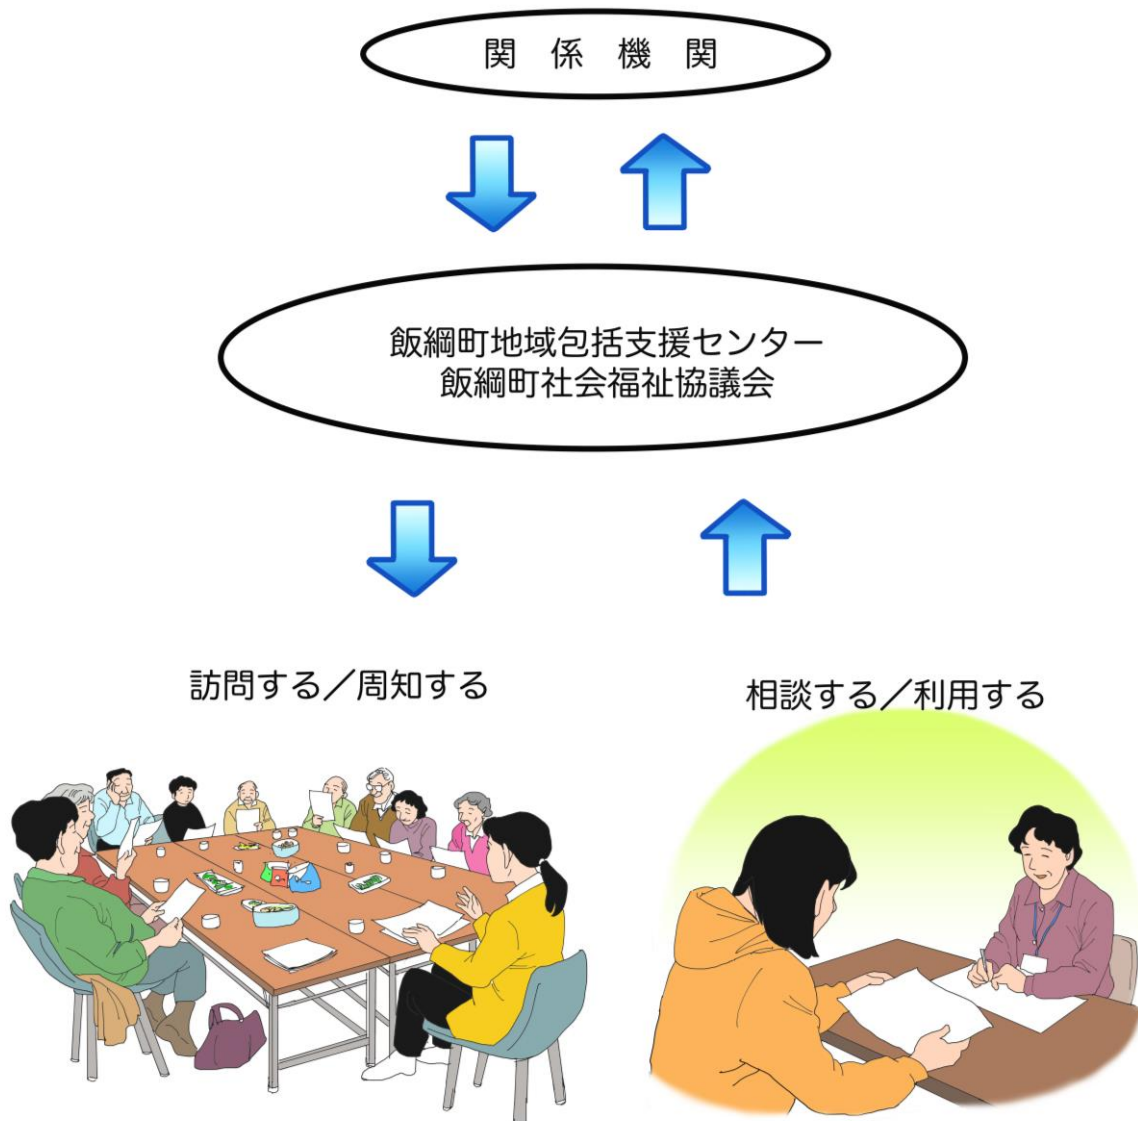 関 係 機 関
飯綱町地域包括支援センター
飯綱町社会福祉協議会
訪問する／周知する
相談する／利用する